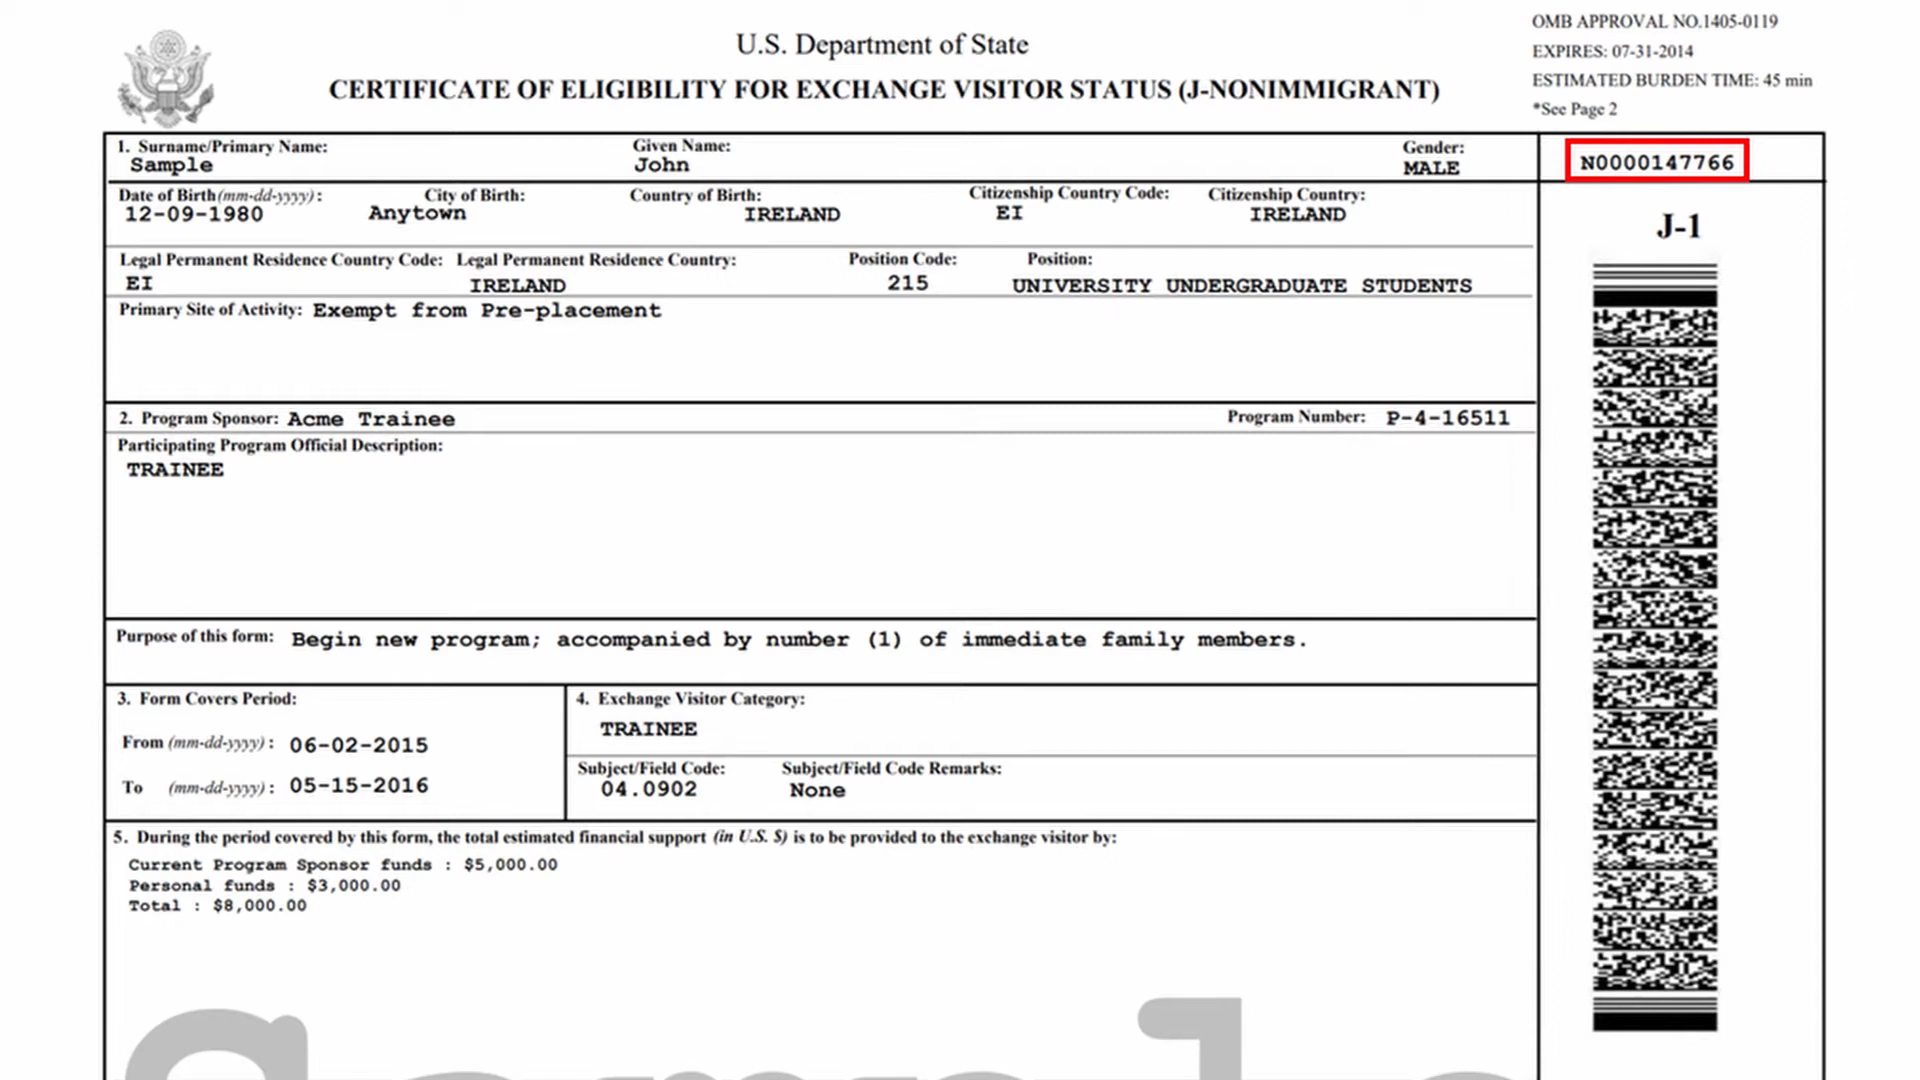 U.S. Department of State
CERTIFICATE OF ELIGIBILITY FOR EXCHANGE VISITOR STATUS (J-NONIMMIGRANT)
OMB APPROVAL NO.1405-0119
EXPIRES: 07-31-2014
ESTIMATED BURDEN TIME: 45 min
*See Page 2
1. Surname/Primary Name: Given Name: Gender:
Sample John MALE
N0000147766
Date of Birth(mm-dd-yyyy): City of Birth: Country of Birth: Citizenship Country Code: Citizenship Country:
12-09-1980 Anytown IRELAND EI IRELAND
J-1
Legal Permanent Residence Country Code: Legal Permanent Residence Country: Position Code: Position:
EI IRELAND 215 UNIVERSITY UNDERGRADUATE STUDENTS
Primary Site of Activity: Exempt from Pre-placement
2. Program Sponsor: Acme Trainee Program Number: P-4-16511
Participating Program Official Description:
TRAINEE
Purpose of this form: Begin new program; accompanied by number (1) of immediate family members.
3. Form Covers Period:
From (mm-dd-yyyy): 06-02-2015
To (mm-dd-yyyy): 05-15-2016
4. Exchange Visitor Category:
TRAINEE
Subject/Field Code: Subject/Field Code Remarks:
04.0902 None
5. During the period covered by this form, the total estimated financial support (in U.S. $) is to be provided to the exchange visitor by:
Current Program Sponsor funds : $5,000.00
Personal funds : $3,000.00
Total : $8,000.00